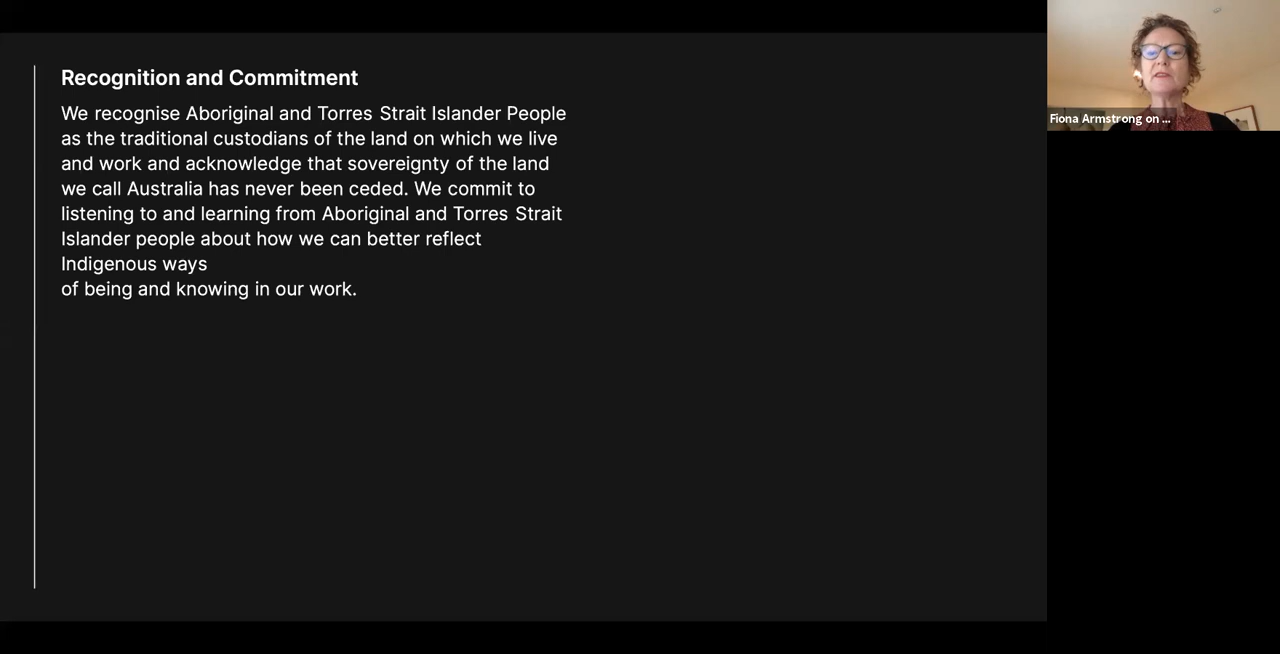 Recognition and Commitment
We recognise Aboriginal and Torres Strait Islander People
as the traditional custodians of the land on which we live
and work and acknowledge that sovereignty of the land
we call Australia has never been ceded. We commit to
listening to and learning from Aboriginal and Torres Strait
Islander people about how we can better reflect
Indigenous ways
of being and knowing in our work.
Fiona Armstrong on ...